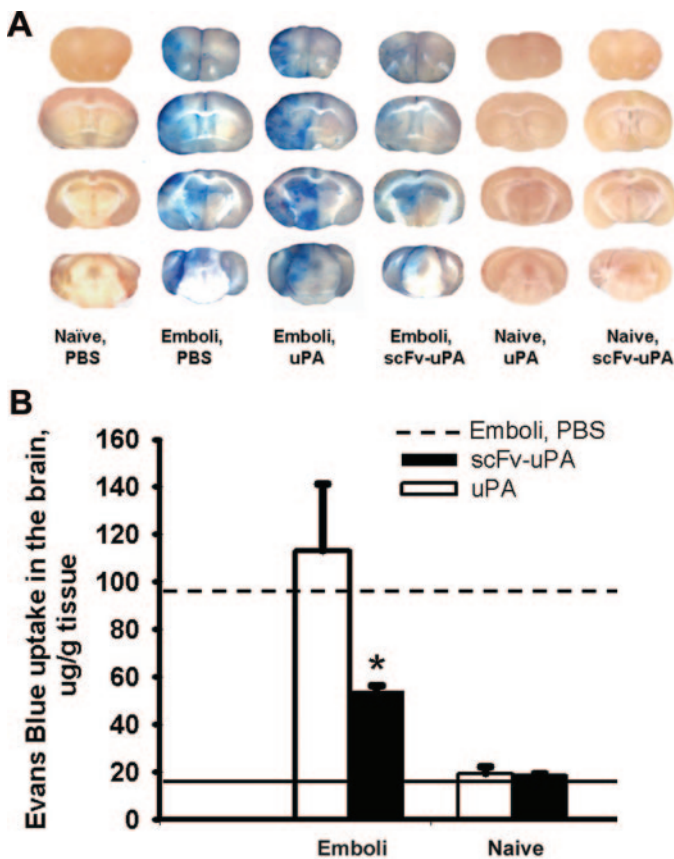 A
Naïve,
PBS
Emboli,
PBS
Emboli,
uPA
Emboli,
scFv-uPA
Naive,
uPA
Naive,
scFv-uPA
B
Evans Blue uptake in the brain,
ug/g tissue
160
140
120
100
80
60
40
20
0
Emboli, PBS
scFv-uPA
uPA
*
Emboli
Naive